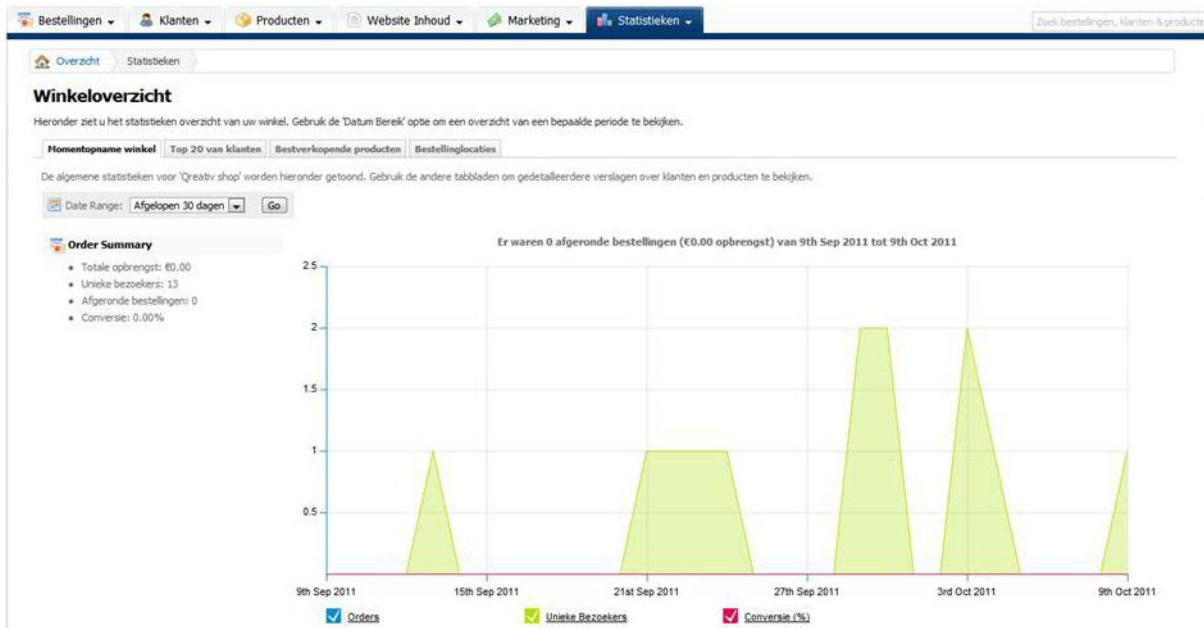 Bestellingen Klanten Producten Website Inhoud Marketing Statistieken Zoek bestellingen, klanten & producte
Overzicht Statistieken
Winkeloverzicht
Hieronder ziet u het statistieken overzicht van uw winkel. Gebruik de 'Datum Bereik' optie om een overzicht van een bepaalde periode te bekijken.
Momentopname winkel Top 20 van klanten Bestverkopende producten Bestellinglocaties
De algemene statistieken voor 'Qreativ shop' worden hieronder getoond. Gebruik de andere tabbladen om gedetailleerdere verslagen over klanten en producten te bekijken.
Date Range: Afgelopen 30 dagen Go
Order Summary
Totale opbrengst: €0.00
Unieke bezoekers: 13
Afgeronde bestellingen: 0
Conversie: 0.00%
Er waren 0 afgeronde bestellingen (€0.00 opbrengst) van 9th Sep 2011 tot 9th Oct 2011
2.5
2
1.5
1
0.5
9th Sep 2011 15th Sep 2011 21st Sep 2011 27th Sep 2011 3rd Oct 2011 9th Oct 2011
Orders Unieke Bezoekers Conversie (%)